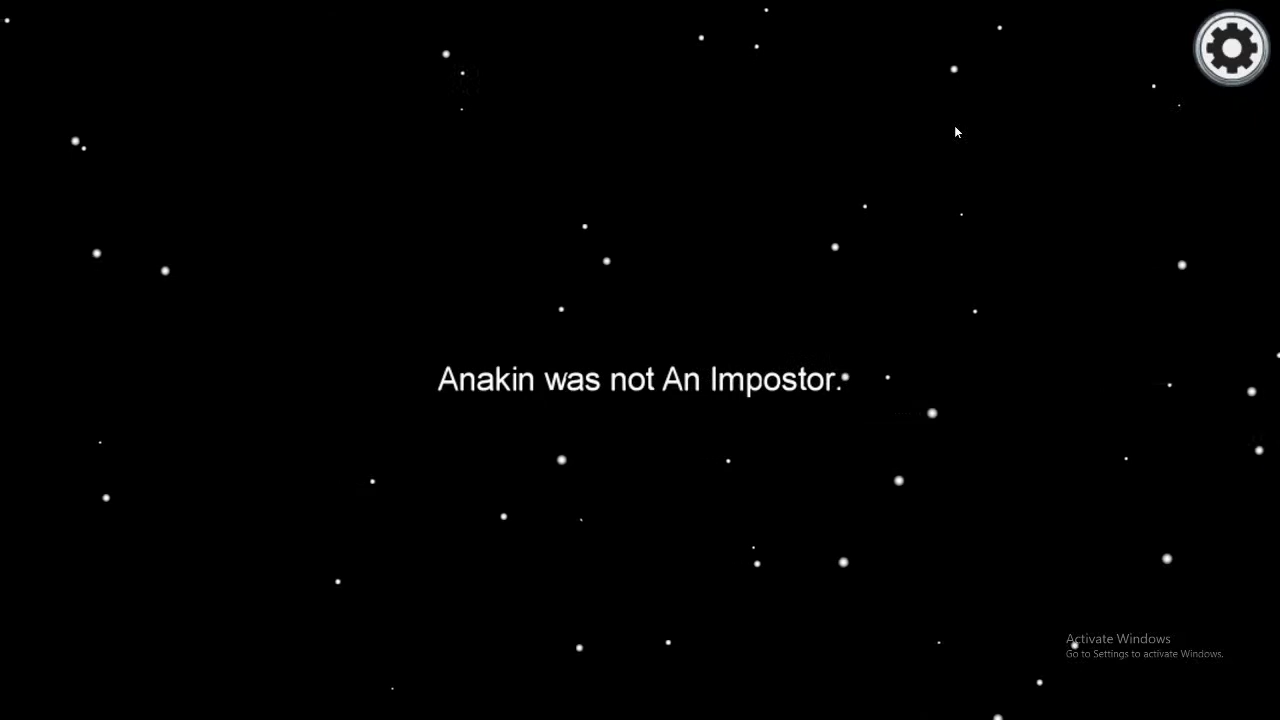 Anakin was not An Impostor.
Activate Windows
Go to Settings to activate Windows.